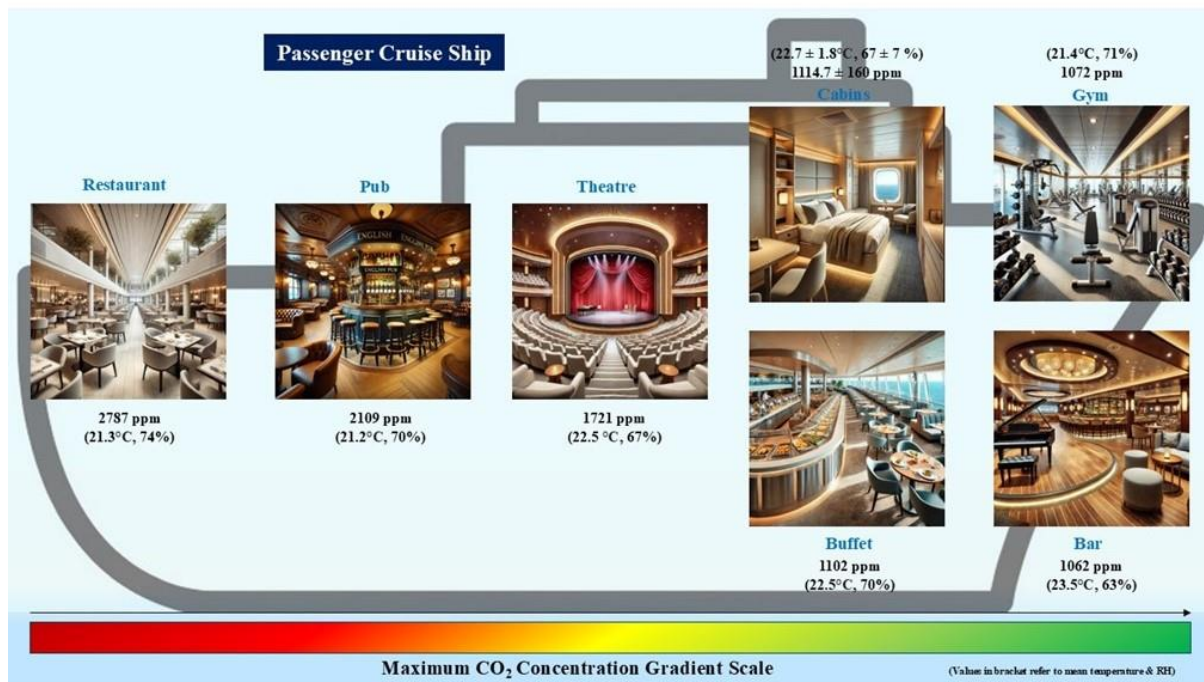 Passenger Cruise Ship
(22.7 ± 1.8°C, 67 ± 7 %)
1114.7 ± 160 ppm
Cabins
(21.4°C, 71%)
1072 ppm
Gym
Restaurant
Pub
Theatre
ENGLISH
ENGLISH PUB
2787 ppm
(21.3°C, 74%)
2109 ppm
(21.2°C, 70%)
1721 ppm
(22.5 °C, 67%)
Buffet
1102 ppm
(22.5°C, 70%)
Bar
1062 ppm
(23.5°C, 63%)
Maximum CO₂ Concentration Gradient Scale
(Values in bracket refer to mean temperature & RH)